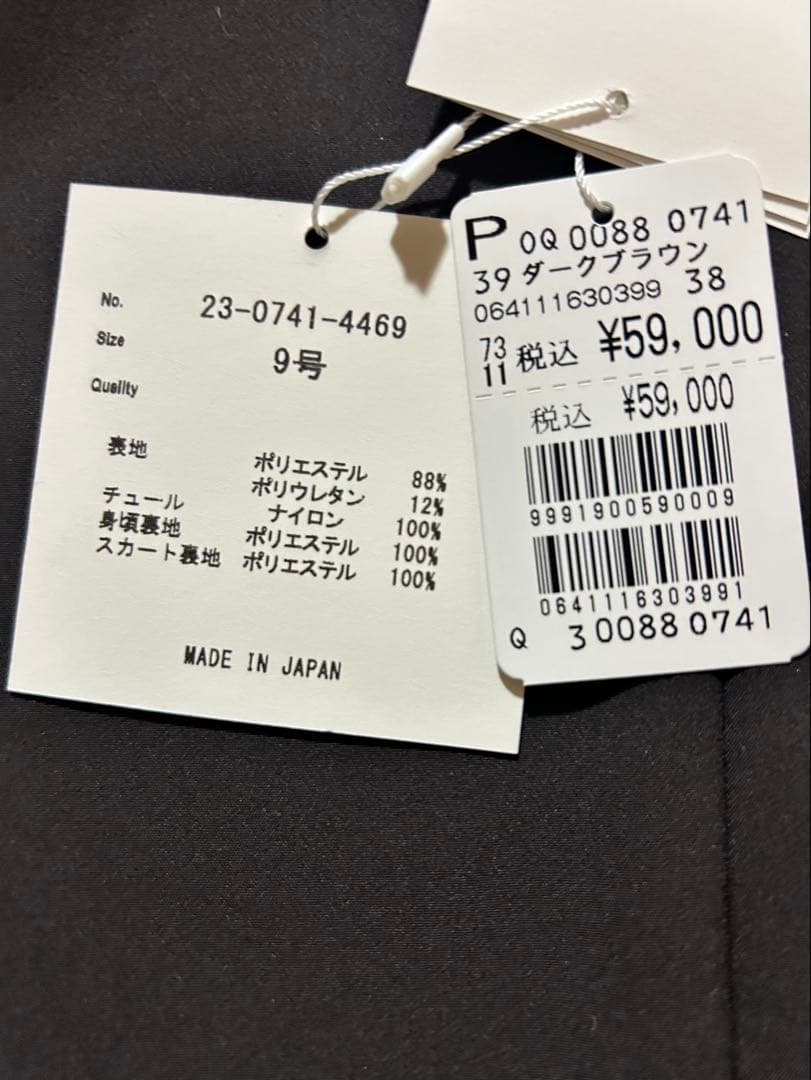 No. 23-0741-4469
Size 9号
Quality
表地 ポリエステル 88%
ポリウレタン 12%
チュール ナイロン 100%
身頃裏地 ポリエステル 100%
スカート裏地 ポリエステル 100%
MADE IN JAPAN
P 0Q 0088 0741
39 ダークブラウン
064111630399 38
73
11 税込 ¥59,000
税込 ¥59,000
9991900590009
0641116303991
Q 3 0088 0741